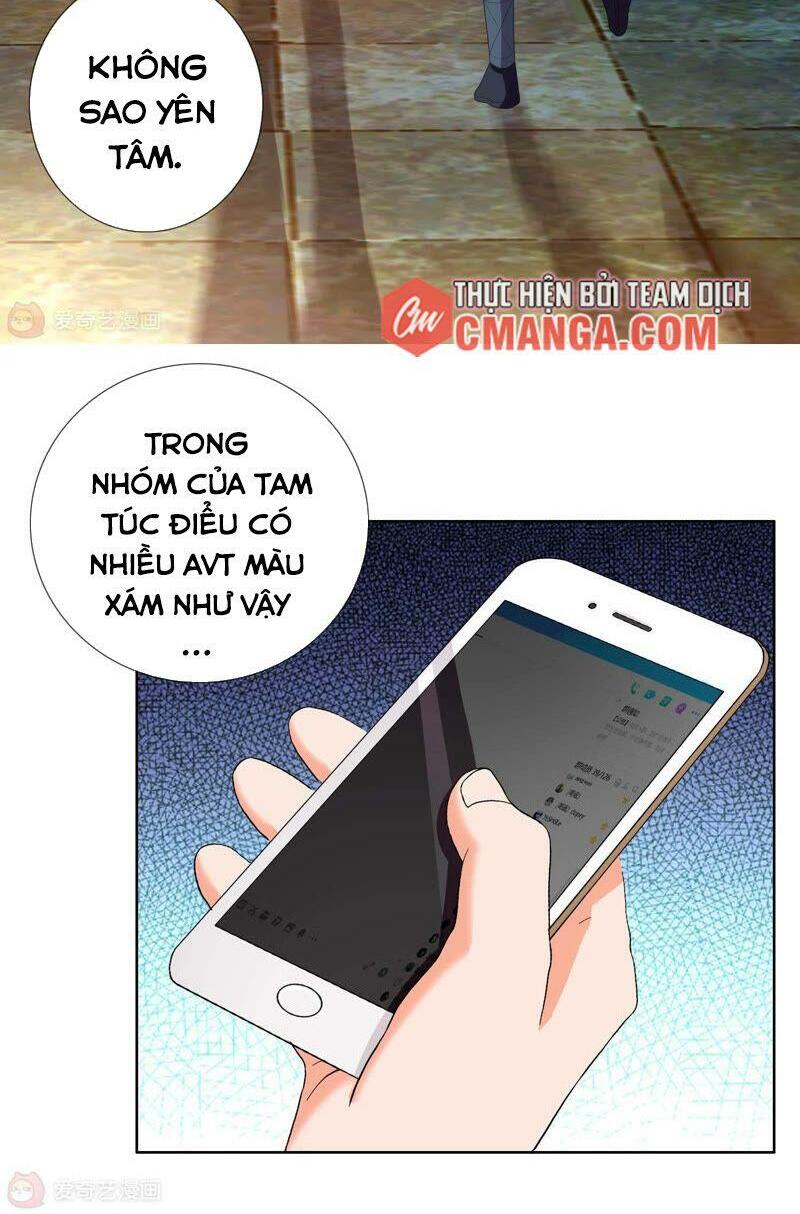 KHÔNG
SAO YÊN
TÂM.
爱奇艺漫画
Cm
THỰC HIỆN BỞI TEAM DỊCH
CMANGA.COM
TRONG
NHÓM CỦA TAM
TÚC ĐIỂU CÓ
NHIỀU AVT MÀU
XÁM NHƯ VẬY
...
爱奇艺漫画